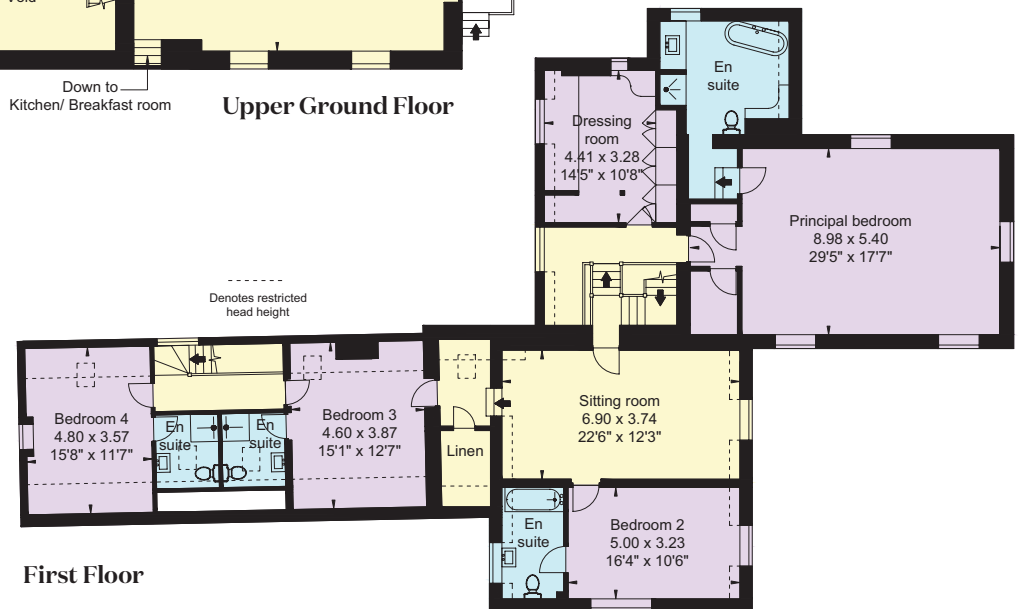 Void
Down to
Kitchen/ Breakfast room
Upper Ground Floor
En
suite
Dressing
room
4.41 x 3.28
14'5" x 10'8"
Principal bedroom
8.98 x 5.40
29'5" x 17'7"
Denotes restricted
head height
Bedroom 4
4.80 x 3.57
15'8" x 11'7"
En
suite
En
suite
Bedroom 3
4.60 x 3.87
15'1" x 12'7"
Linen
Sitting room
6.90 x 3.74
22'6" x 12'3"
En
suite
Bedroom 2
5.00 x 3.23
16'4" x 10'6"
First Floor